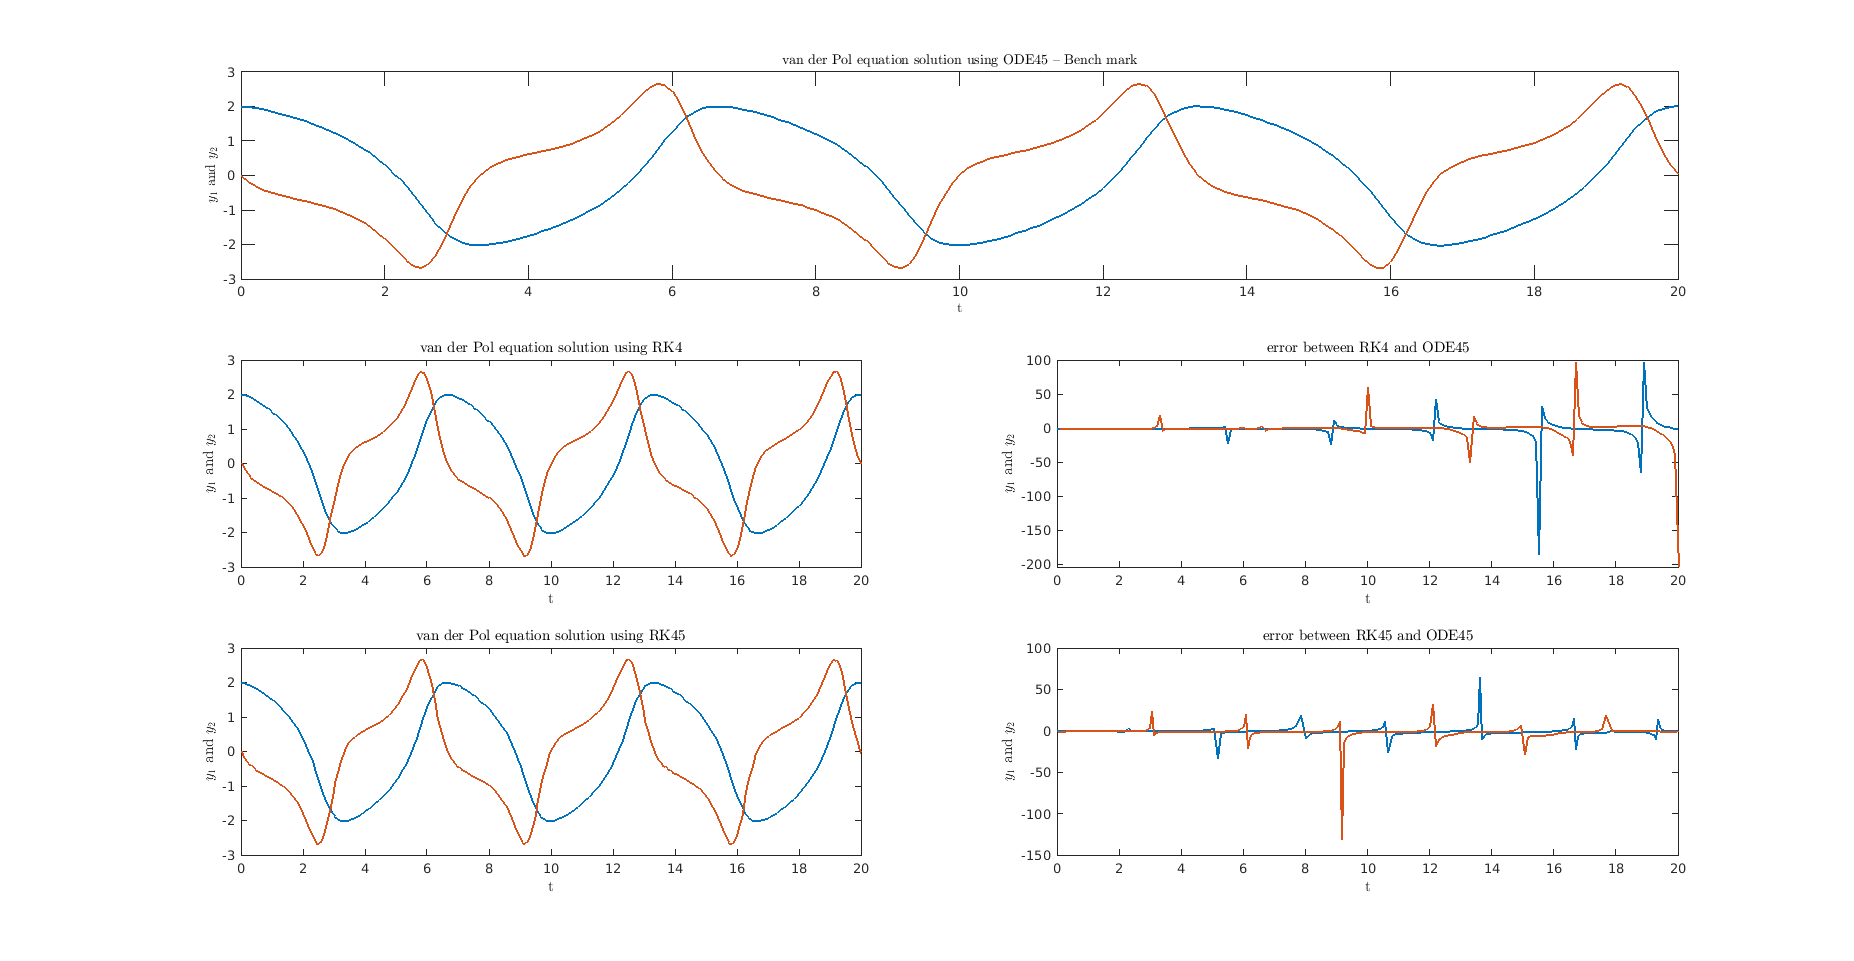 van der Pol equation solution using ODE45 – Bench mark
3
2
1
0
-1
-2
-3
y1 and y2
0 2 4 6 8 10 12 14 16 18 20
t
van der Pol equation solution using RK4
3
2
1
0
-1
-2
-3
y1 and y2
0 2 4 6 8 10 12 14 16 18 20
t
error between RK4 and ODE45
100
50
0
-50
-100
-150
-200
y1 and y2
0 2 4 6 8 10 12 14 16 18 20
t
van der Pol equation solution using RK45
3
2
1
0
-1
-2
-3
y1 and y2
0 2 4 6 8 10 12 14 16 18 20
t
error between RK45 and ODE45
100
50
0
-50
-100
-150
y1 and y2
0 2 4 6 8 10 12 14 16 18 20
t